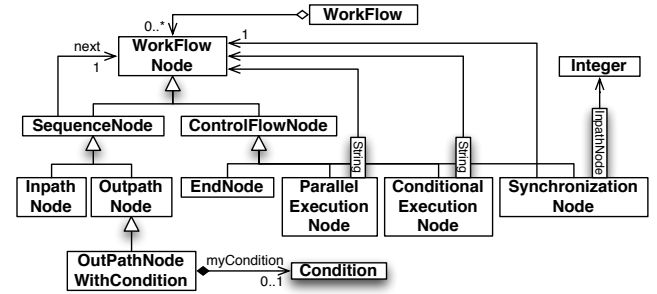 WorkFlow
0..*
WorkFlow
Node
1
next
1
Integer
InpathNode
SequenceNode
ControlFlowNode
String
String
Inpath
Node
Outpath
Node
EndNode
Parallel
Execution
Node
Conditional
Execution
Node
Synchronization
Node
OutPathNode
WithCondition
myCondition
0..1
Condition